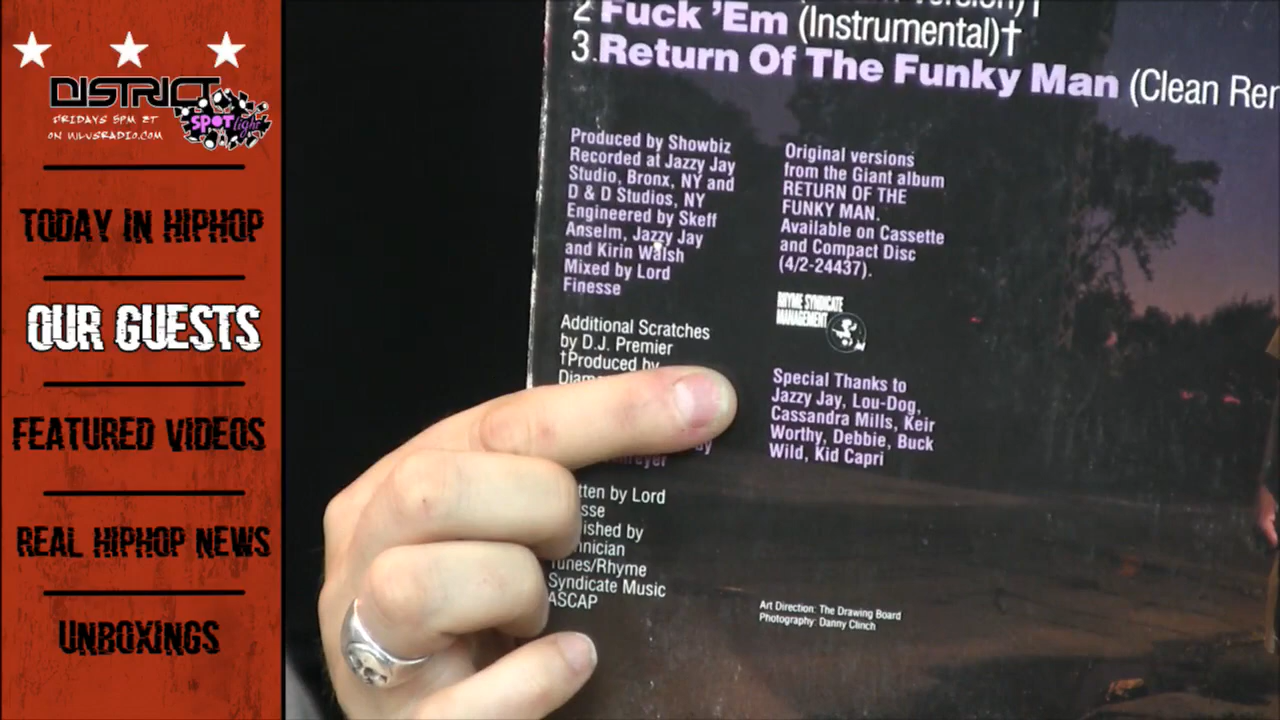 DISTRICT
SPOTlight
FRIDAYS 5PM ET
ON WLUSRADIO.COM
TODAY IN HIPHOP
OUR GUESTS
FEATURED VIDEOS
REAL HIPHOP NEWS
UNBOXINGS
2 Fuck 'Em (Instrumental)†
3. Return Of The Funky Man (Clean
Produced by Showbiz
Recorded at Jazzy Jay
Studio, Bronx, NY and
D & D Studios, NY
Engineered by Skeff
Anselm, Jazzy Jay
and Kirin Walsh
Mixed by Lord
Finesse
Additional Scratches
by D.J. Premier
†Produced by
Written by Lord
by
Tunes/Rhyme
Syndicate Music
ASCAP
Original versions
from the Giant album
RETURN OF THE
FUNKY MAN.
Available on Cassette
and Compact Disc
(4/2-24437).
RHYME SYNDICATE
MANAGEMENT
Special Thanks to
Jazzy Jay, Lou-Dog,
Cassandra Mills, Keir
Worthy, Debbie, Buck
Wild, Kid Capri
Art Direction: The Drawing Board
Photography: Danny Clinch